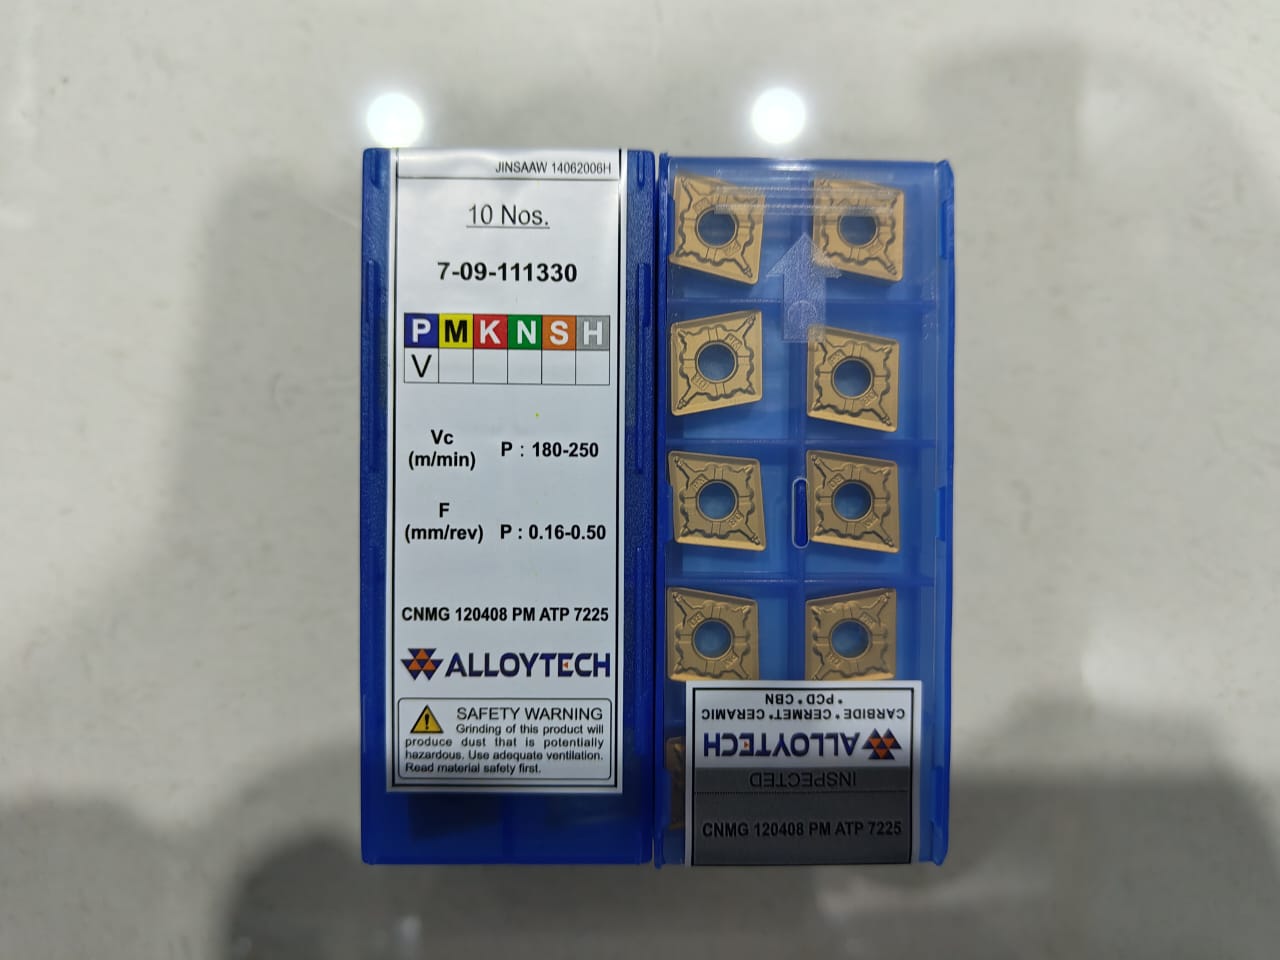 JINSAAW 14062006H
10 Nos.
7-09-111330
P M K N S H
V
Vc
(m/min) P : 180-250
F
(mm/rev) P : 0.16-0.50
CNMG 120408 PM ATP 7225
ALLOYTECH
SAFETY WARNING
Grinding of this product will
produce dust that is potentially
hazardous. Use adequate ventilation.
Read material safety first.
CARBIDE * CERMET * CERAMIC
* PCD * CBN
ALLOYTECH
INSPECTED
CNMG 120408 PM ATP 7225